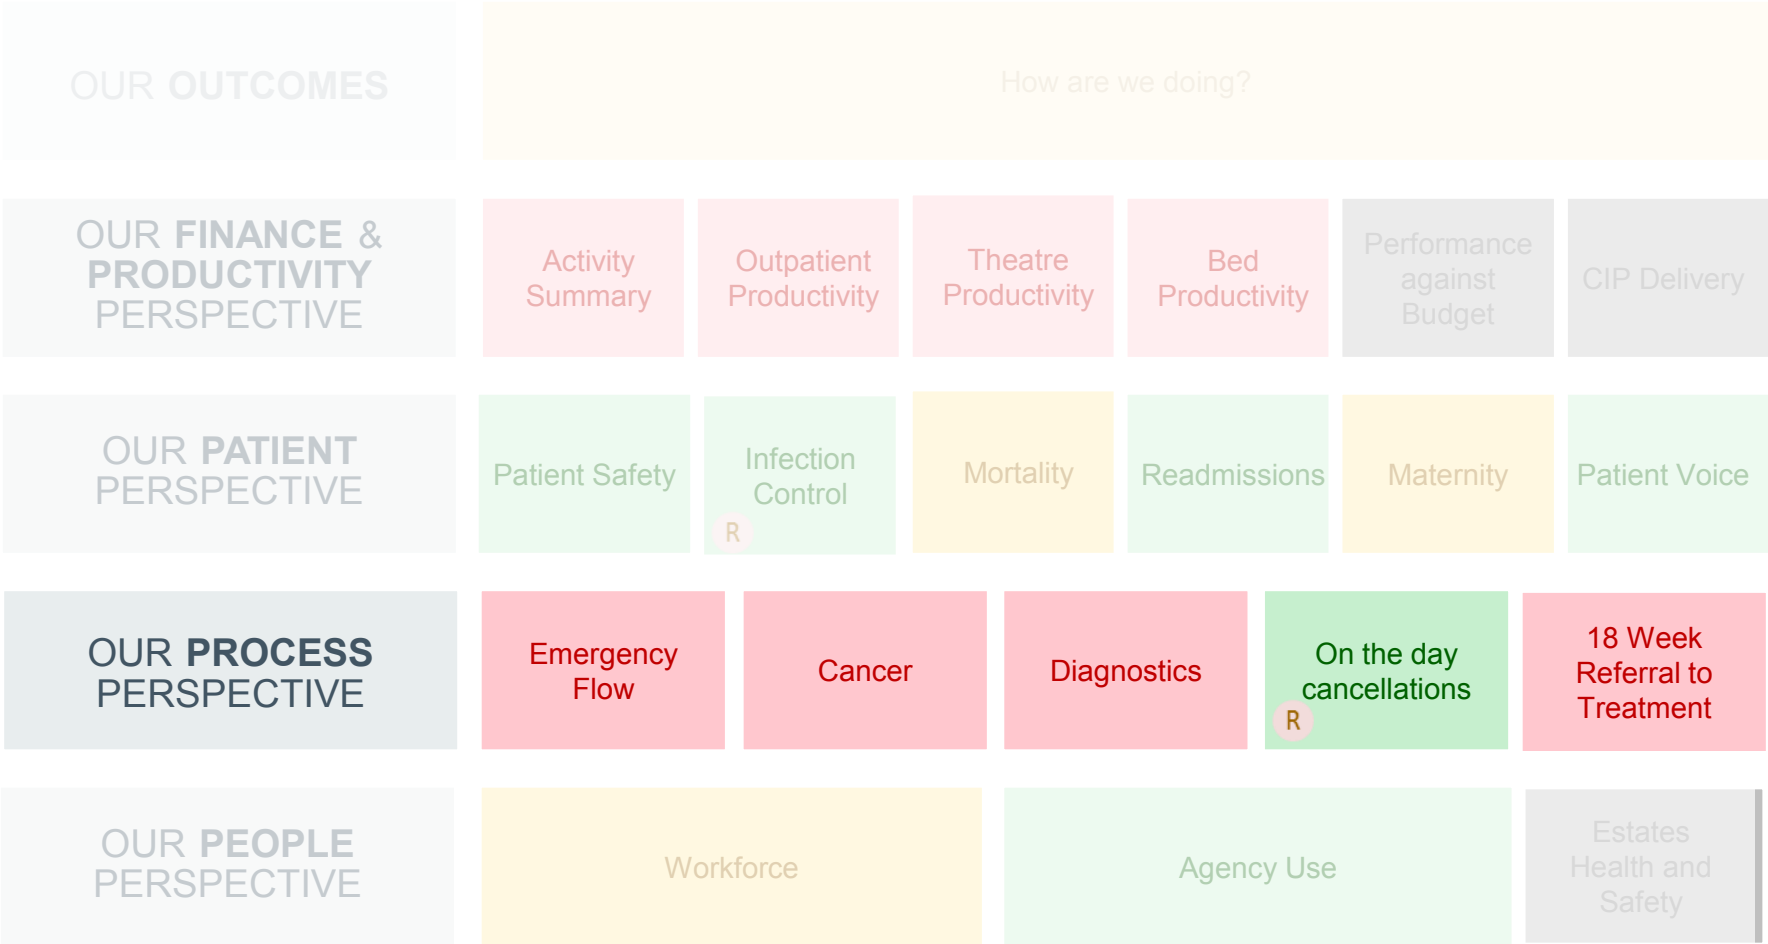 OUR OUTCOMES
How are we doing?
OUR FINANCE &
PRODUCTIVITY
PERSPECTIVE
Activity
Summary
Outpatient
Productivity
Theatre
Productivity
Bed
Productivity
Performance
against
Budget
CIP Delivery
OUR PATIENT
PERSPECTIVE
Patient Safety
Infection
Control
R
Mortality
Readmissions
Maternity
Patient Voice
OUR PROCESS
PERSPECTIVE
Emergency
Flow
Cancer
Diagnostics
On the day
cancellations
R
18 Week
Referral to
Treatment
OUR PEOPLE
PERSPECTIVE
Workforce
Agency Use
Estates
Health and
Safety